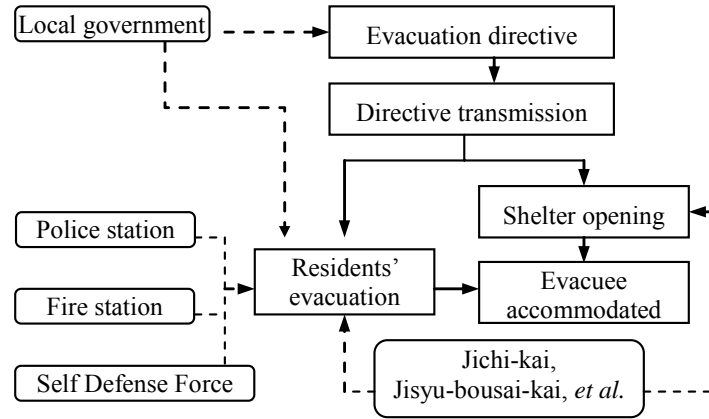 Local government
Evacuation directive
Directive transmission
Shelter opening
Police station
Residents’
evacuation
Evacuee
accommodated
Fire station
Jichi-kai,
Jisyu-bousai-kai, et al.
Self Defense Force